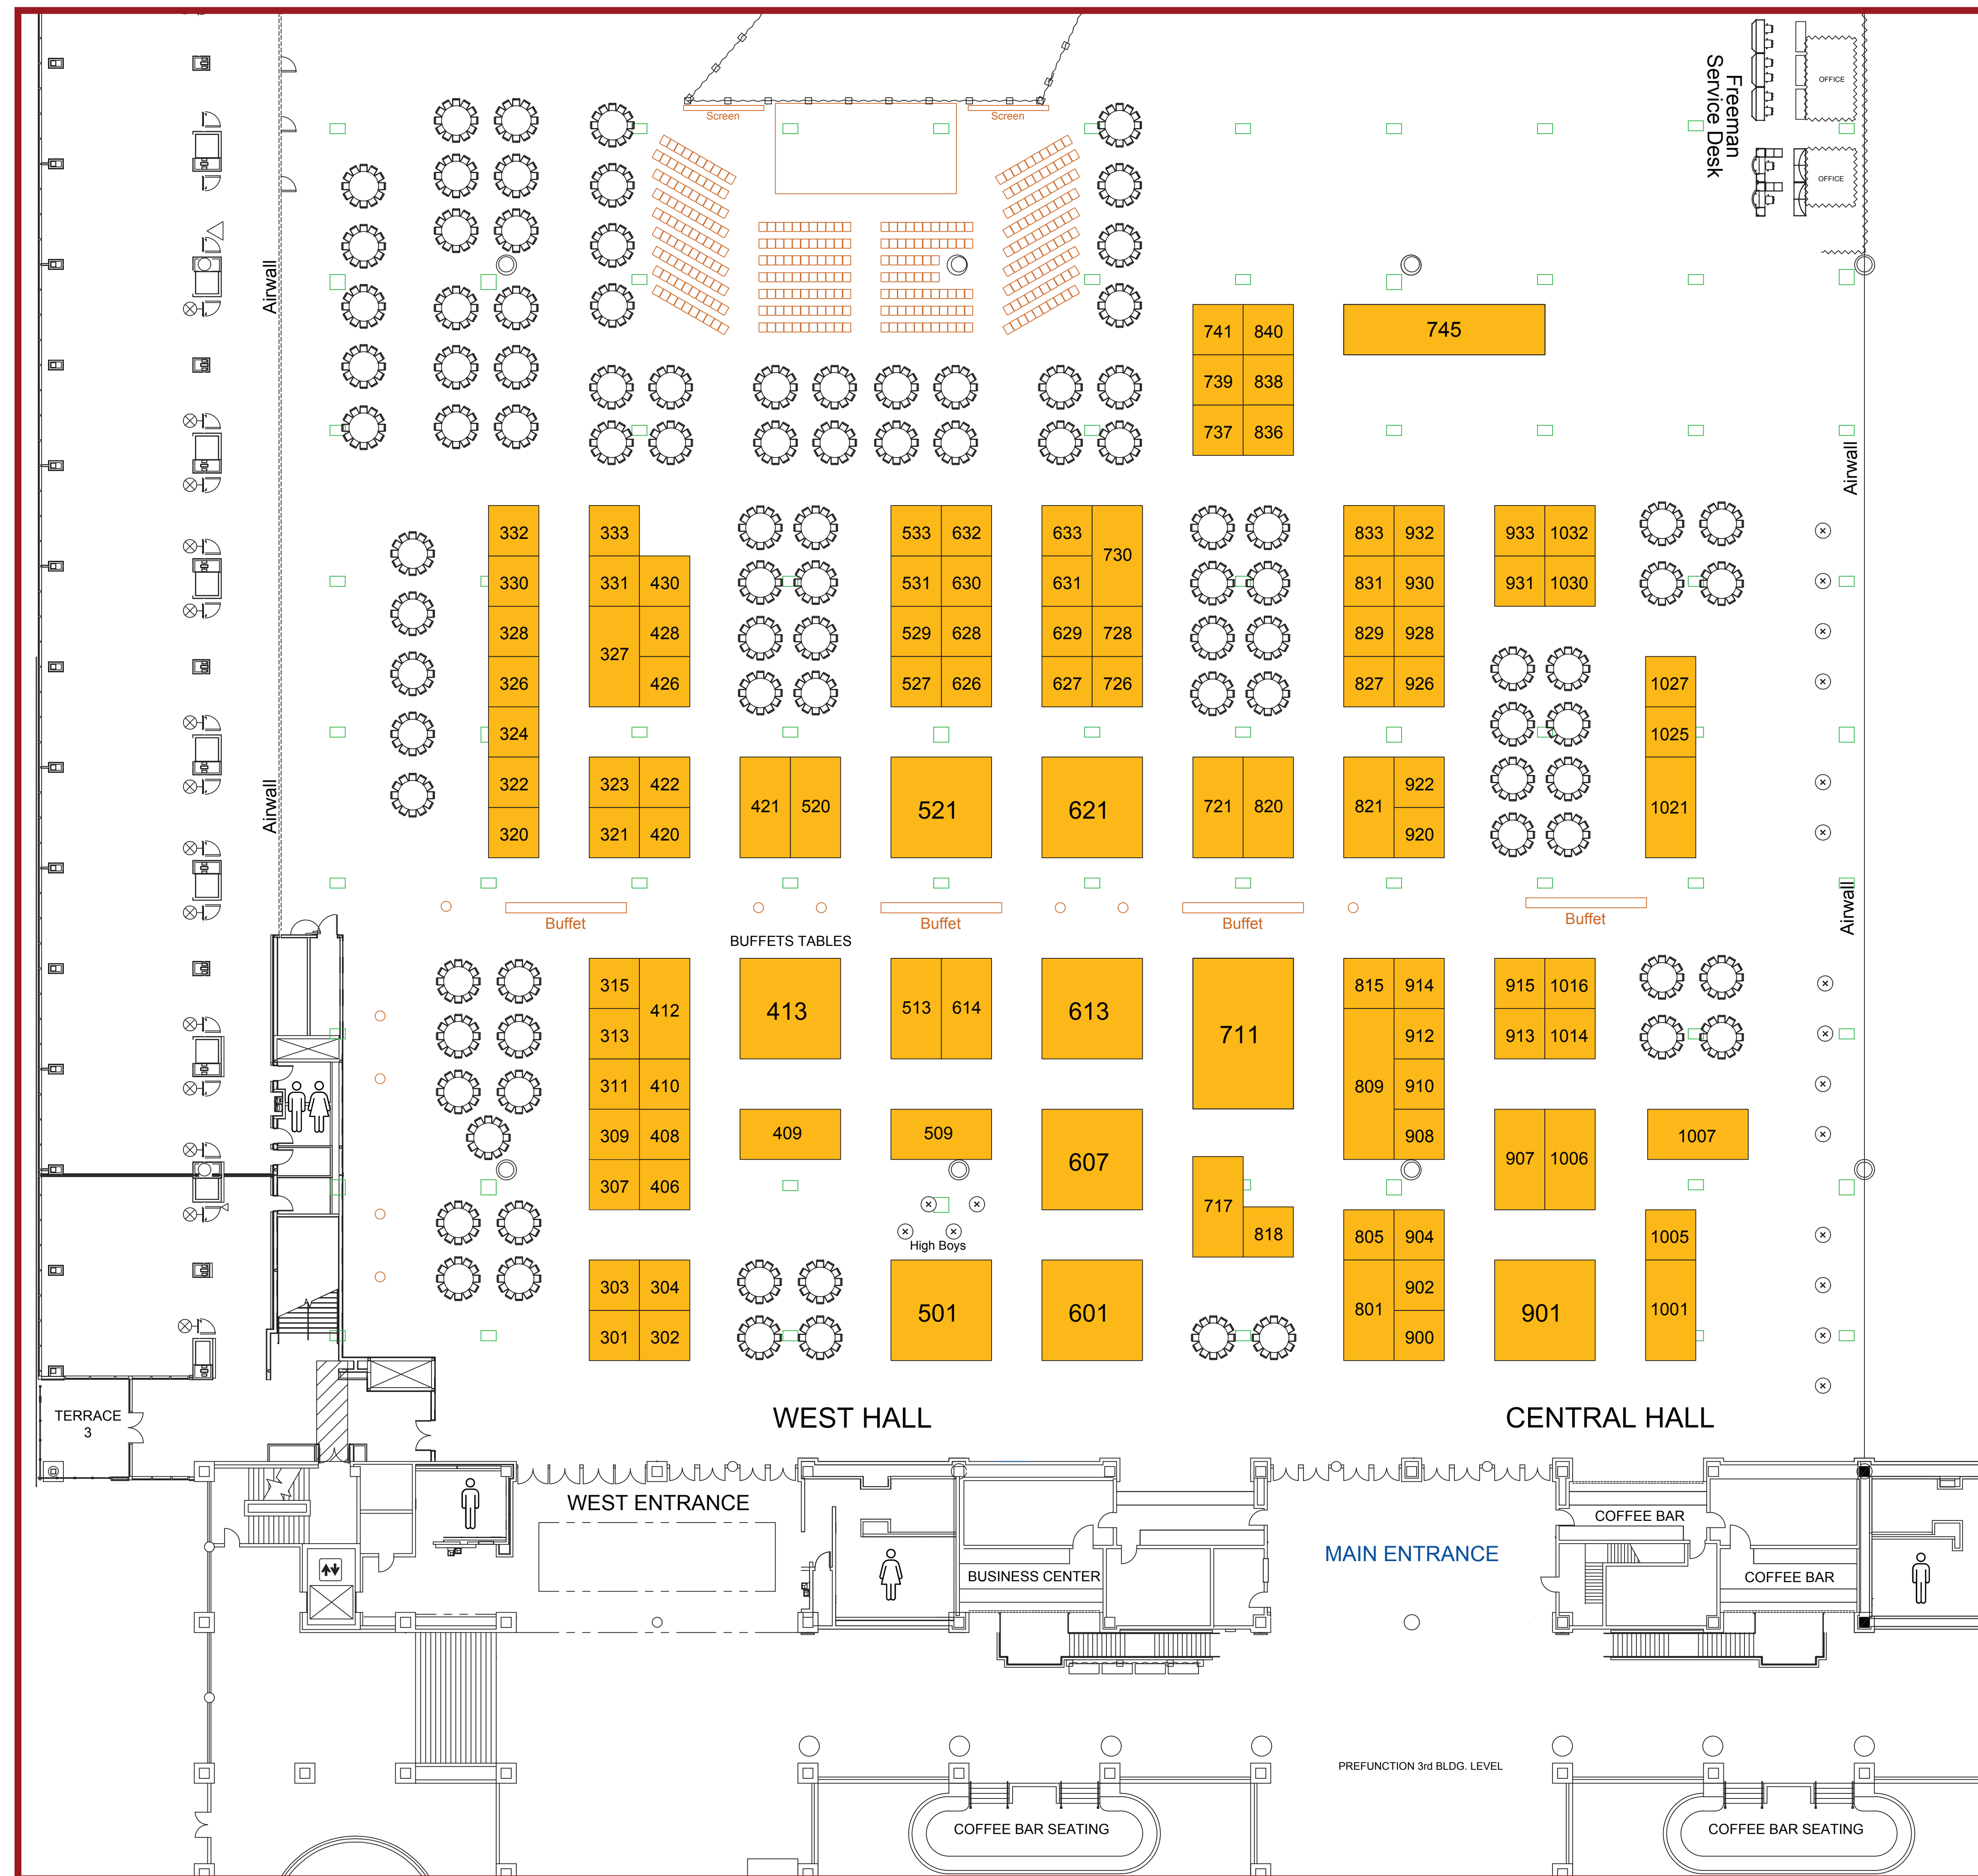 Freeman
Service Desk
OFFICE
OFFICE
Screen
Screen
Airwall
741 840
745
739 838
737 836
Airwall
332 333 533 632 633 730 833 932 933 1032
330 331 430 531 630 631 831 930 931 1030
328 327 428 529 628 629 728 829 928
326 426 527 626 627 726 827 926 1027
324 1025
Airwall
322 323 422 421 520 521 621 721 820 821 922 1021
320 321 420 920
Airwall
Buffet Buffet Buffet Buffet
BUFFETS TABLES
315 412 413 513 614 613 711 815 914 915 1016
313 912 913 1014
311 410 809 910
309 408 409 509 607 908 907 1006 1007
307 406 717
High Boys
818 805 904 1005
303 304 501 601 801 902 901 1001
301 302 900
WEST HALL
CENTRAL HALL
TERRACE
3
WEST ENTRANCE
COFFEE BAR
MAIN ENTRANCE
BUSINESS CENTER
COFFEE BAR
PREFUNCTION 3rd BLDG. LEVEL
COFFEE BAR SEATING
COFFEE BAR SEATING